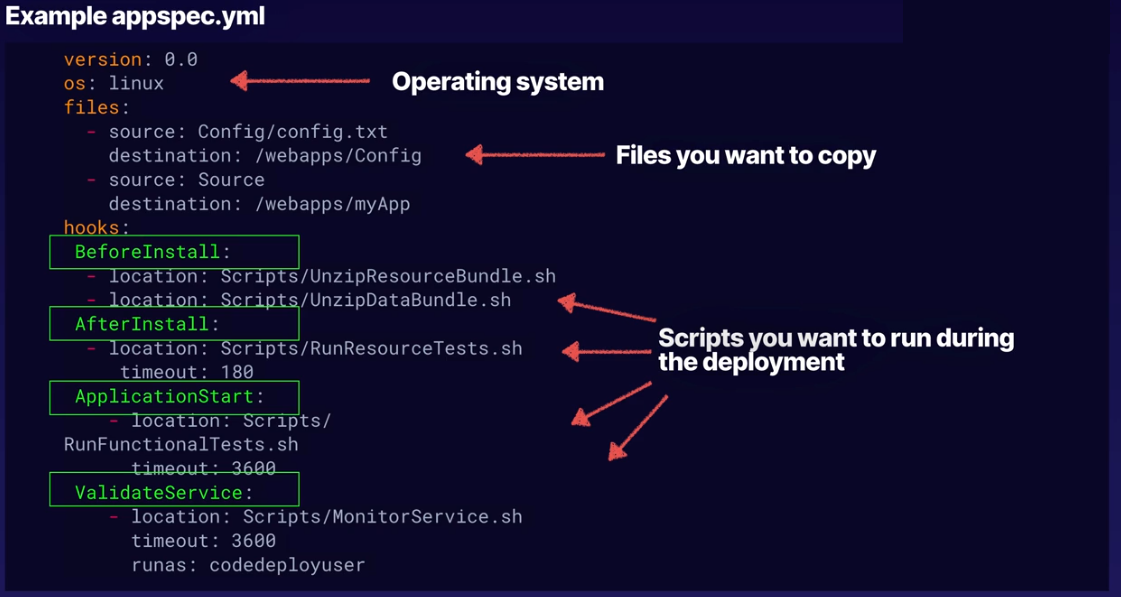 Example appspec.yml
version: 0.0
os: linux
Operating system
files:
- source: Config/config.txt
destination: /webapps/Config
Files you want to copy
- source: Source
destination: /webapps/myApp
hooks:
BeforeInstall:
- location: Scripts/UnzipResourceBundle.sh
- location: Scripts/UnzipDataBundle.sh
AfterInstall:
Scripts you want to run during
the deployment
- location: Scripts/RunResourceTests.sh
timeout: 180
ApplicationStart:
- location: Scripts/
RunFunctionalTests.sh
timeout: 3600
ValidateService:
- location: Scripts/MonitorService.sh
timeout: 3600
runas: codedeployuser